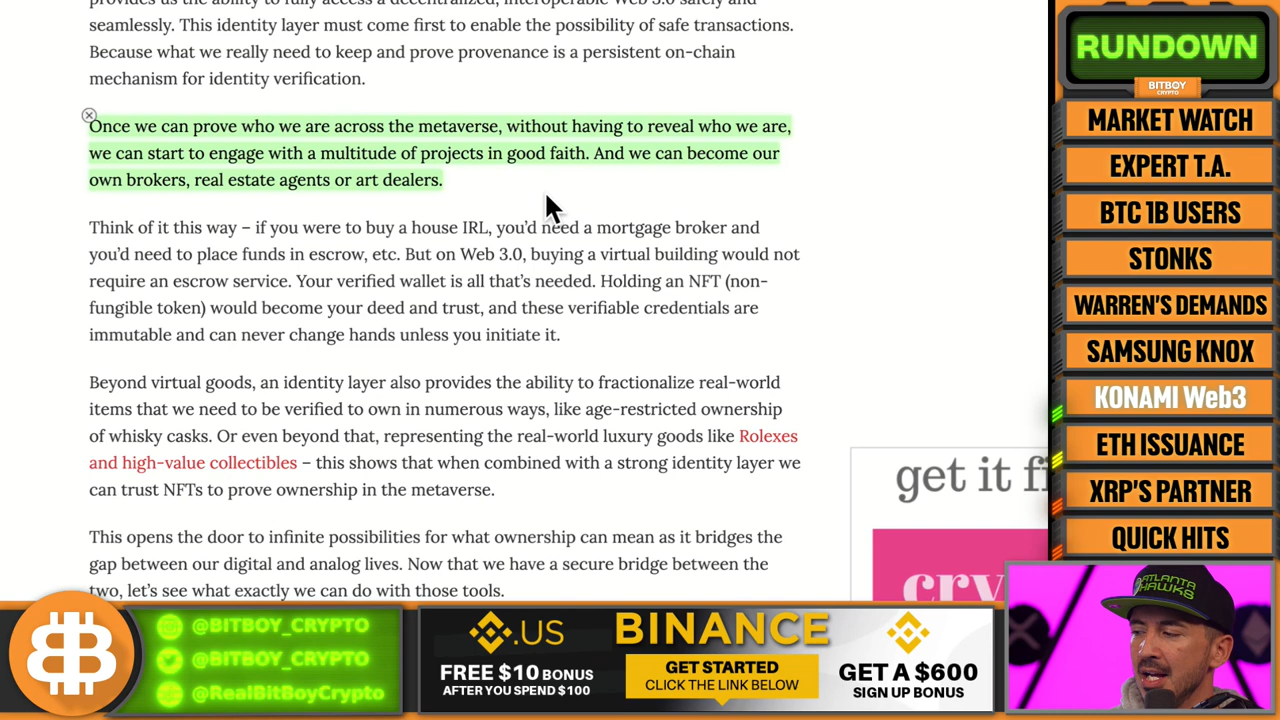 provides us the ability to fully access a decentralized, interoperable Web 3.0 safely and
seamlessly. This identity layer must come first to enable the possibility of safe transactions.
Because what we really need to keep and prove provenance is a persistent on-chain
mechanism for identity verification.
Once we can prove who we are across the metaverse, without having to reveal who we are,
we can start to engage with a multitude of projects in good faith. And we can become our
own brokers, real estate agents or art dealers.
Think of it this way – if you were to buy a house IRL, you’d need a mortgage broker and
you’d need to place funds in escrow, etc. But on Web 3.0, buying a virtual building would not
require an escrow service. Your verified wallet is all that’s needed. Holding an NFT (non-
fungible token) would become your deed and trust, and these verifiable credentials are
immutable and can never change hands unless you initiate it.
Beyond virtual goods, an identity layer also provides the ability to fractionalize real-world
items that we need to be verified to own in numerous ways, like age-restricted ownership
of whisky casks. Or even beyond that, representing the real-world luxury goods like Rolexes
and high-value collectibles – this shows that when combined with a strong identity layer we
can trust NFTs to prove ownership in the metaverse.
This opens the door to infinite possibilities for what ownership can mean as it bridges the
gap between our digital and analog lives. Now that we have a secure bridge between the
two, let’s see what exactly we can do with those tools.
get it fi
cry
RUNDOWN
BITBOY
CRYPTO
MARKET WATCH
EXPERT T.A.
BTC 1B USERS
STONKS
WARREN'S DEMANDS
SAMSUNG KNOX
KONAMI Web3
ETH ISSUANCE
XRP'S PARTNER
QUICK HITS
ATLANTA
HAWKS
@BITBOY_CRYPTO
@BITBOY_CRYPTO
@RealBitBoyCrypto
.US
FREE $10 BONUS
AFTER YOU SPEND $100
BINANCE
GET STARTED
CLICK THE LINK BELOW
GET A $600
SIGN UP BONUS